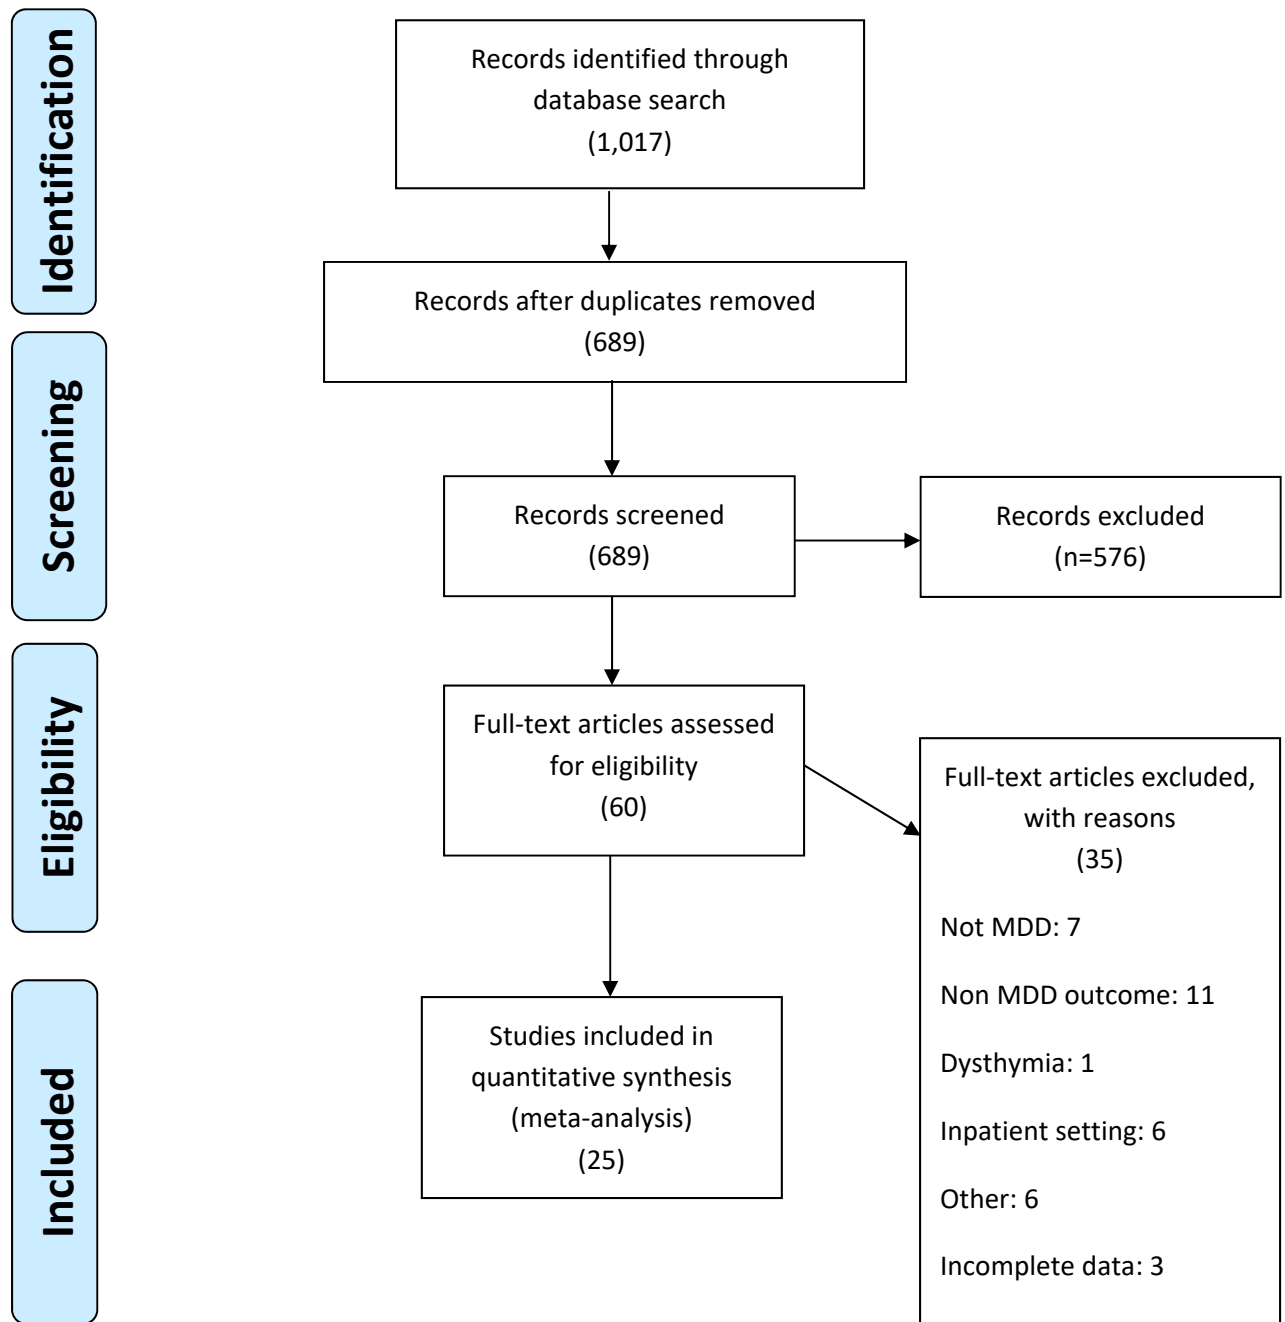 Identification
Records identified through
database search
(1,017)
Records after duplicates removed
(689)
Screening
Records screened
(689)
Records excluded
(n=576)
Eligibility
Full-text articles assessed
for eligibility
(60)
Full-text articles excluded,
with reasons
(35)
Not MDD: 7
Non MDD outcome: 11
Dysthymia: 1
Inpatient setting: 6
Other: 6
Incomplete data: 3
Included
Studies included in
quantitative synthesis
(meta-analysis)
(25)